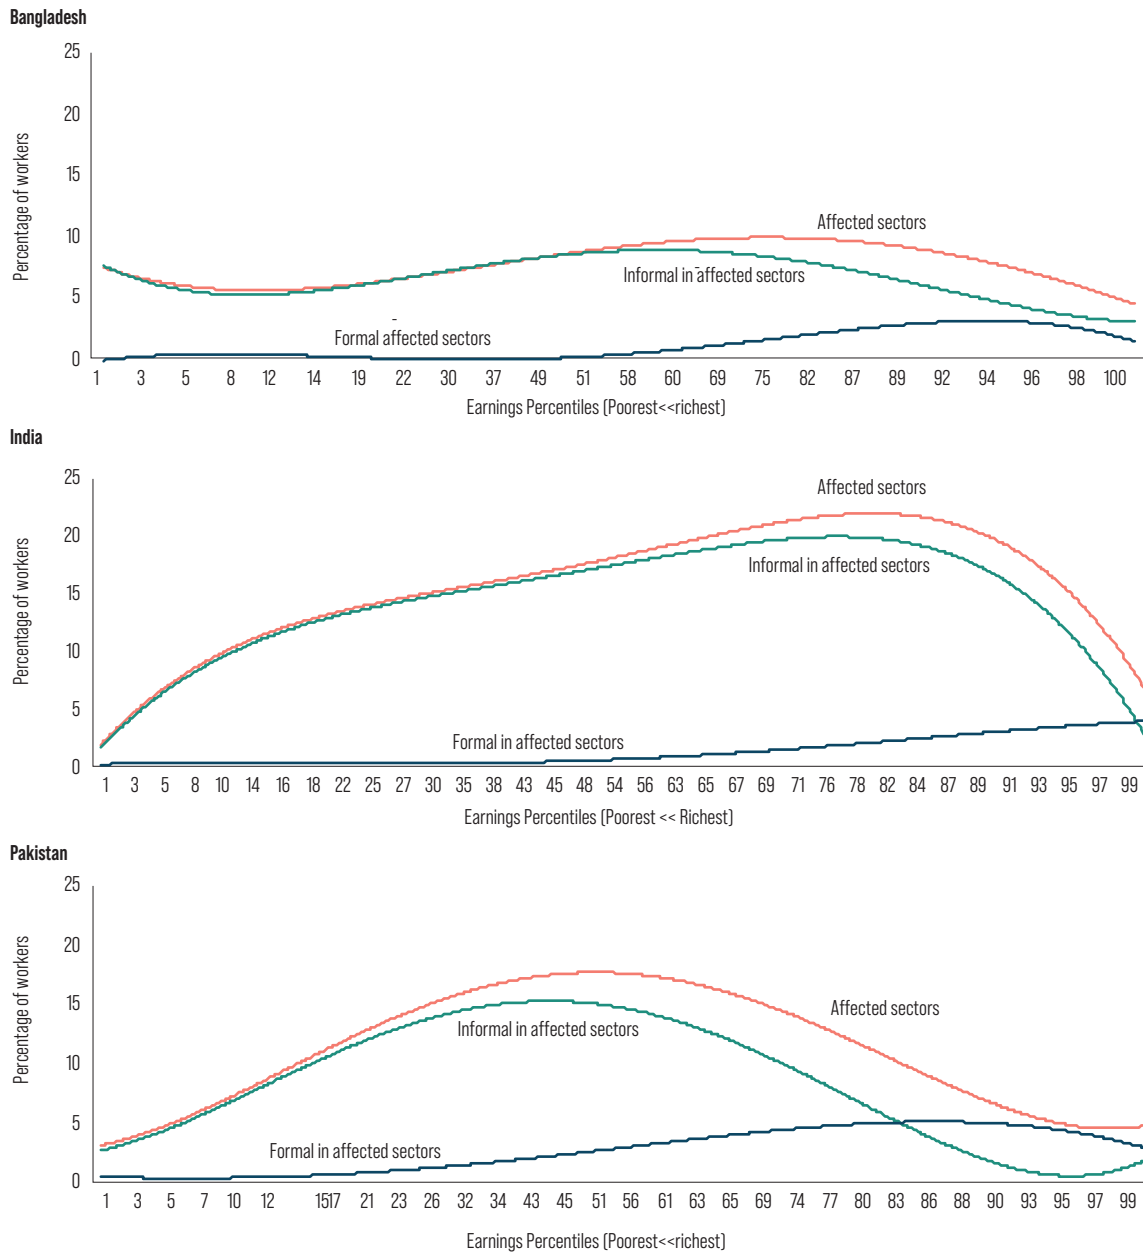 Bangladesh
25
20
15
10
5
0
Percentage of workers
Affected sectors
Informal in affected sectors
Formal affected sectors
1 3 5 8 12 14 19 22 30 37 49 51 58 60 69 75 82 87 89 92 94 96 98 100
Earnings Percentiles (Poorest<<richest)
India
25
20
15
10
5
0
Percentage of workers
Affected sectors
Informal in affected sectors
Formal in affected sectors
1 3 5 8 10 14 16 18 22 25 27 30 38 43 45 48 54 56 63 65 67 69 71 76 78 84 87 89 91 93 95 97 99
Earnings Percentiles (Poorest << Richest)
Pakistan
25
20
15
10
5
0
Percentage of workers
Affected sectors
Informal in affected sectors
Formal in affected sectors
1 3 5 7 10 12 1517 21 23 26 32 34 43 45 51 56 61 63 65 69 74 77 80 83 86 88 90 93 95 97 99
Earnings Percentiles (Poorest<<richest)